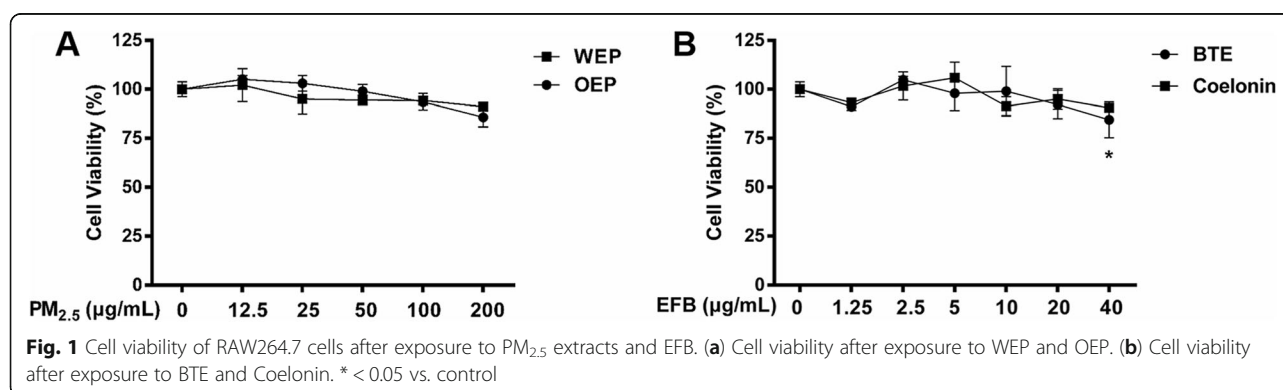 A
B
125
100
75
50
25
0
Cell Viability (%)
WEP
OEP
PM2.5 (μg/mL) 0 12.5 25 50 100 200
125
100
75
50
25
0
Cell Viability (%)
BTE
Coelonin
*
EFB (μg/mL) 0 1.25 2.5 5 10 20 40
Fig. 1 Cell viability of RAW264.7 cells after exposure to PM2.5 extracts and EFB. (a) Cell viability after exposure to WEP and OEP. (b) Cell viability
after exposure to BTE and Coelonin. * < 0.05 vs. control